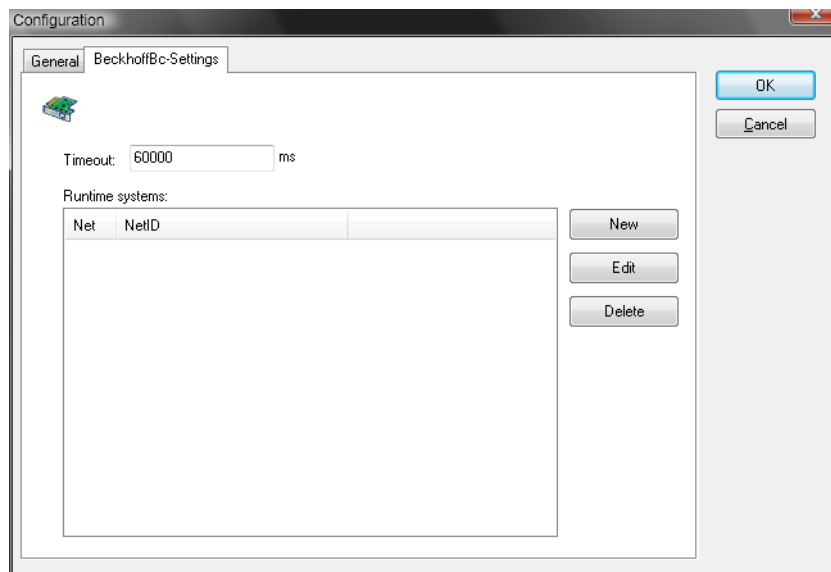 Configuration
General BeckhoffBc-Settings
OK
Cancel
Timeout: 60000 ms
Runtime systems:
Net NetID
New
Edit
Delete